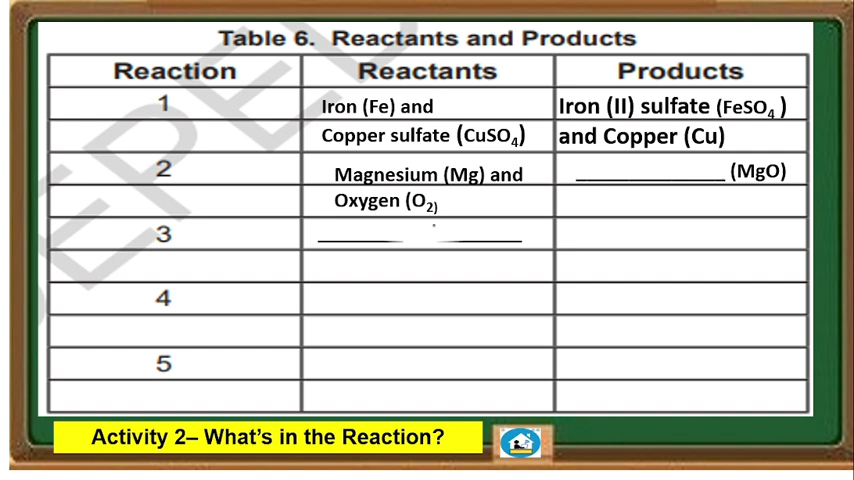 Table 6. Reactants and Products
Reaction Reactants Products
1 Iron (Fe) and Iron (II) sulfate (FeSO₄ )
Copper sulfate (CuSO₄) and Copper (Cu)
2 Magnesium (Mg) and ______________ (MgO)
Oxygen (O₂)
3
4
5
Activity 2– What's in the Reaction?